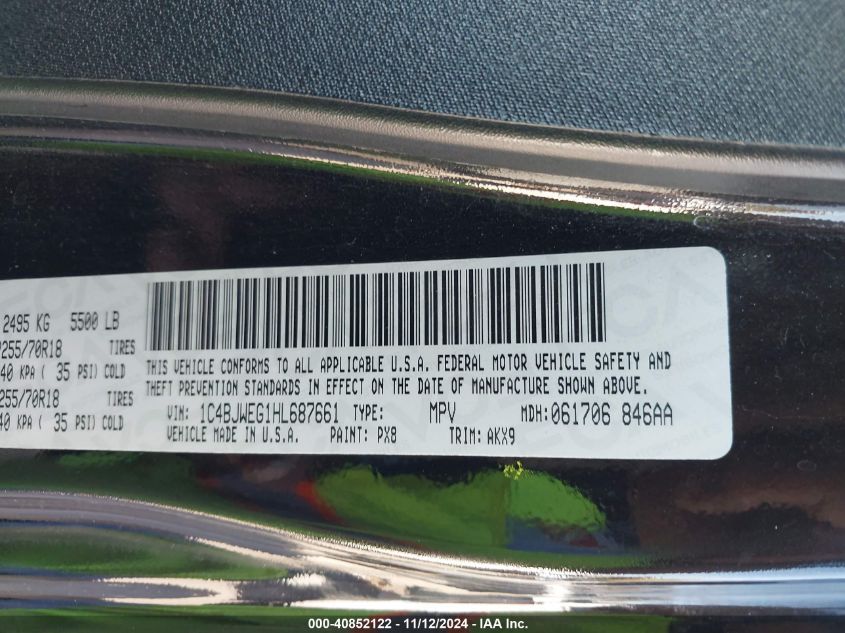 2495 KG 5500 LB
255/70R18 TIRES
40 KPA ( 35 PSI) COLD
255/70R18 TIRES
40 KPA ( 35 PSI) COLD
THIS VEHICLE CONFORMS TO ALL APPLICABLE U.S.A. FEDERAL MOTOR VEHICLE SAFETY AND
THEFT PREVENTION STANDARDS IN EFFECT ON THE DATE OF MANUFACTURE SHOWN ABOVE.
VIN: 1C4BJWEG1HL687661 TYPE: MPV MDH: 061706 846AA
VEHICLE MADE IN U.S.A. PAINT: PX8 TRIM: AKX9
000-40852122 - 11/12/2024 - IAA Inc.